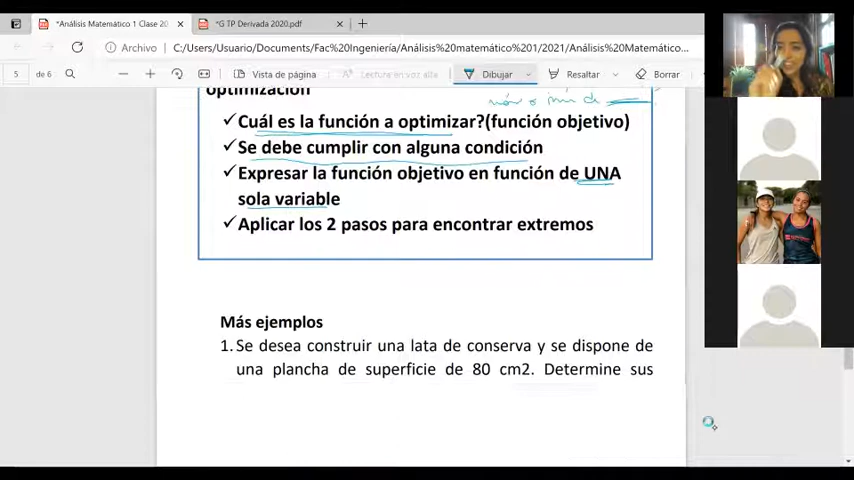 *Análisis Matemático 1 Clase 20
*G TP Derivada 2020.pdf
Archivo
C:/Users/Usuario/Documents/Fac%20Ingeniería/Análisis%20matemático%201/2021/Análisis%20Matemático...
5 de 6
Vista de página
Lectura en voz alta
Dibujar
Resaltar
Borrar
optimización
máx o mín de
✓Cuál es la función a optimizar?(función objetivo)
✓Se debe cumplir con alguna condición
✓Expresar la función objetivo en función de UNA
sola variable
✓Aplicar los 2 pasos para encontrar extremos
Más ejemplos
1. Se desea construir una lata de conserva y se dispone de
una plancha de superficie de 80 cm2. Determine sus